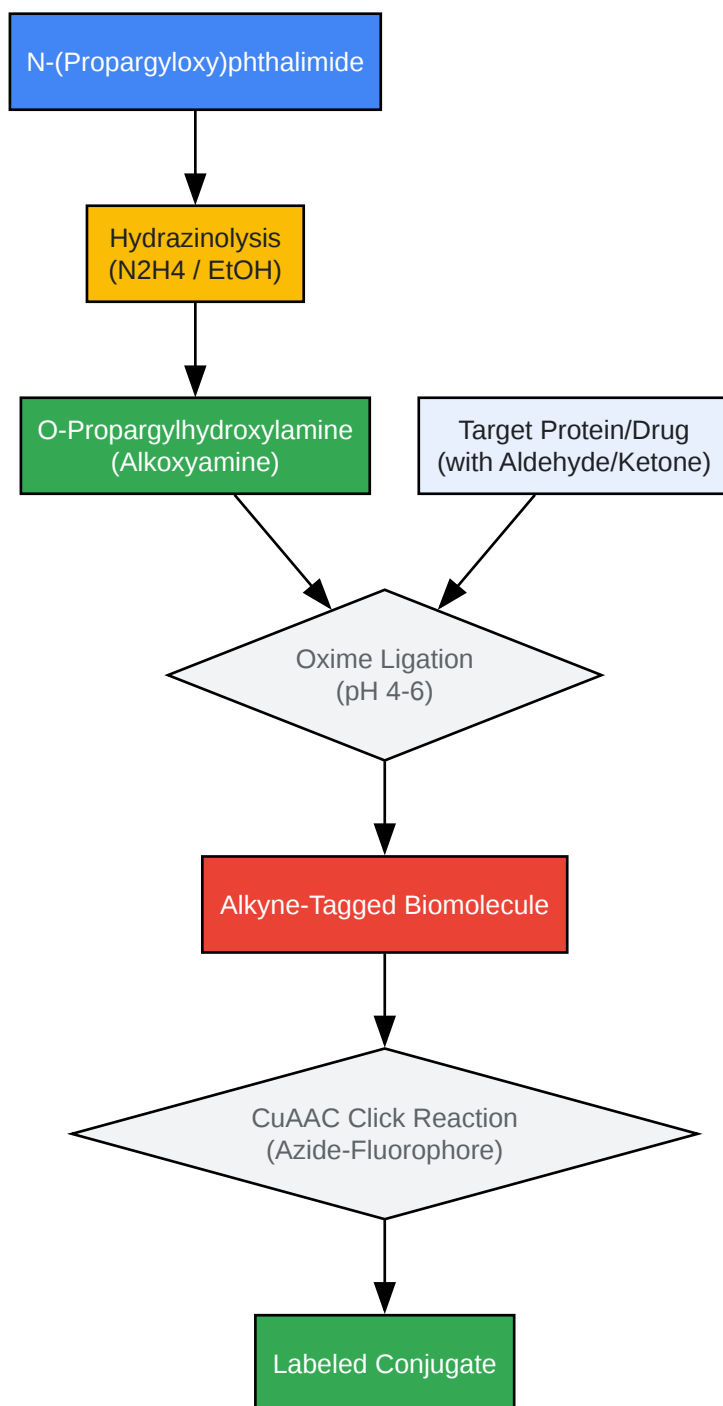 N-(Propargyloxy)phthalimide
Hydrazinolysis
(N2H4 / EtOH)
O-Propargylhydroxylamine
(Alkoxyamine)
Target Protein/Drug
(with Aldehyde/Ketone)
Oxime Ligation
(pH 4-6)
Alkyne-Tagged Biomolecule
CuAAC Click Reaction
(Azide-Fluorophore)
Labeled Conjugate